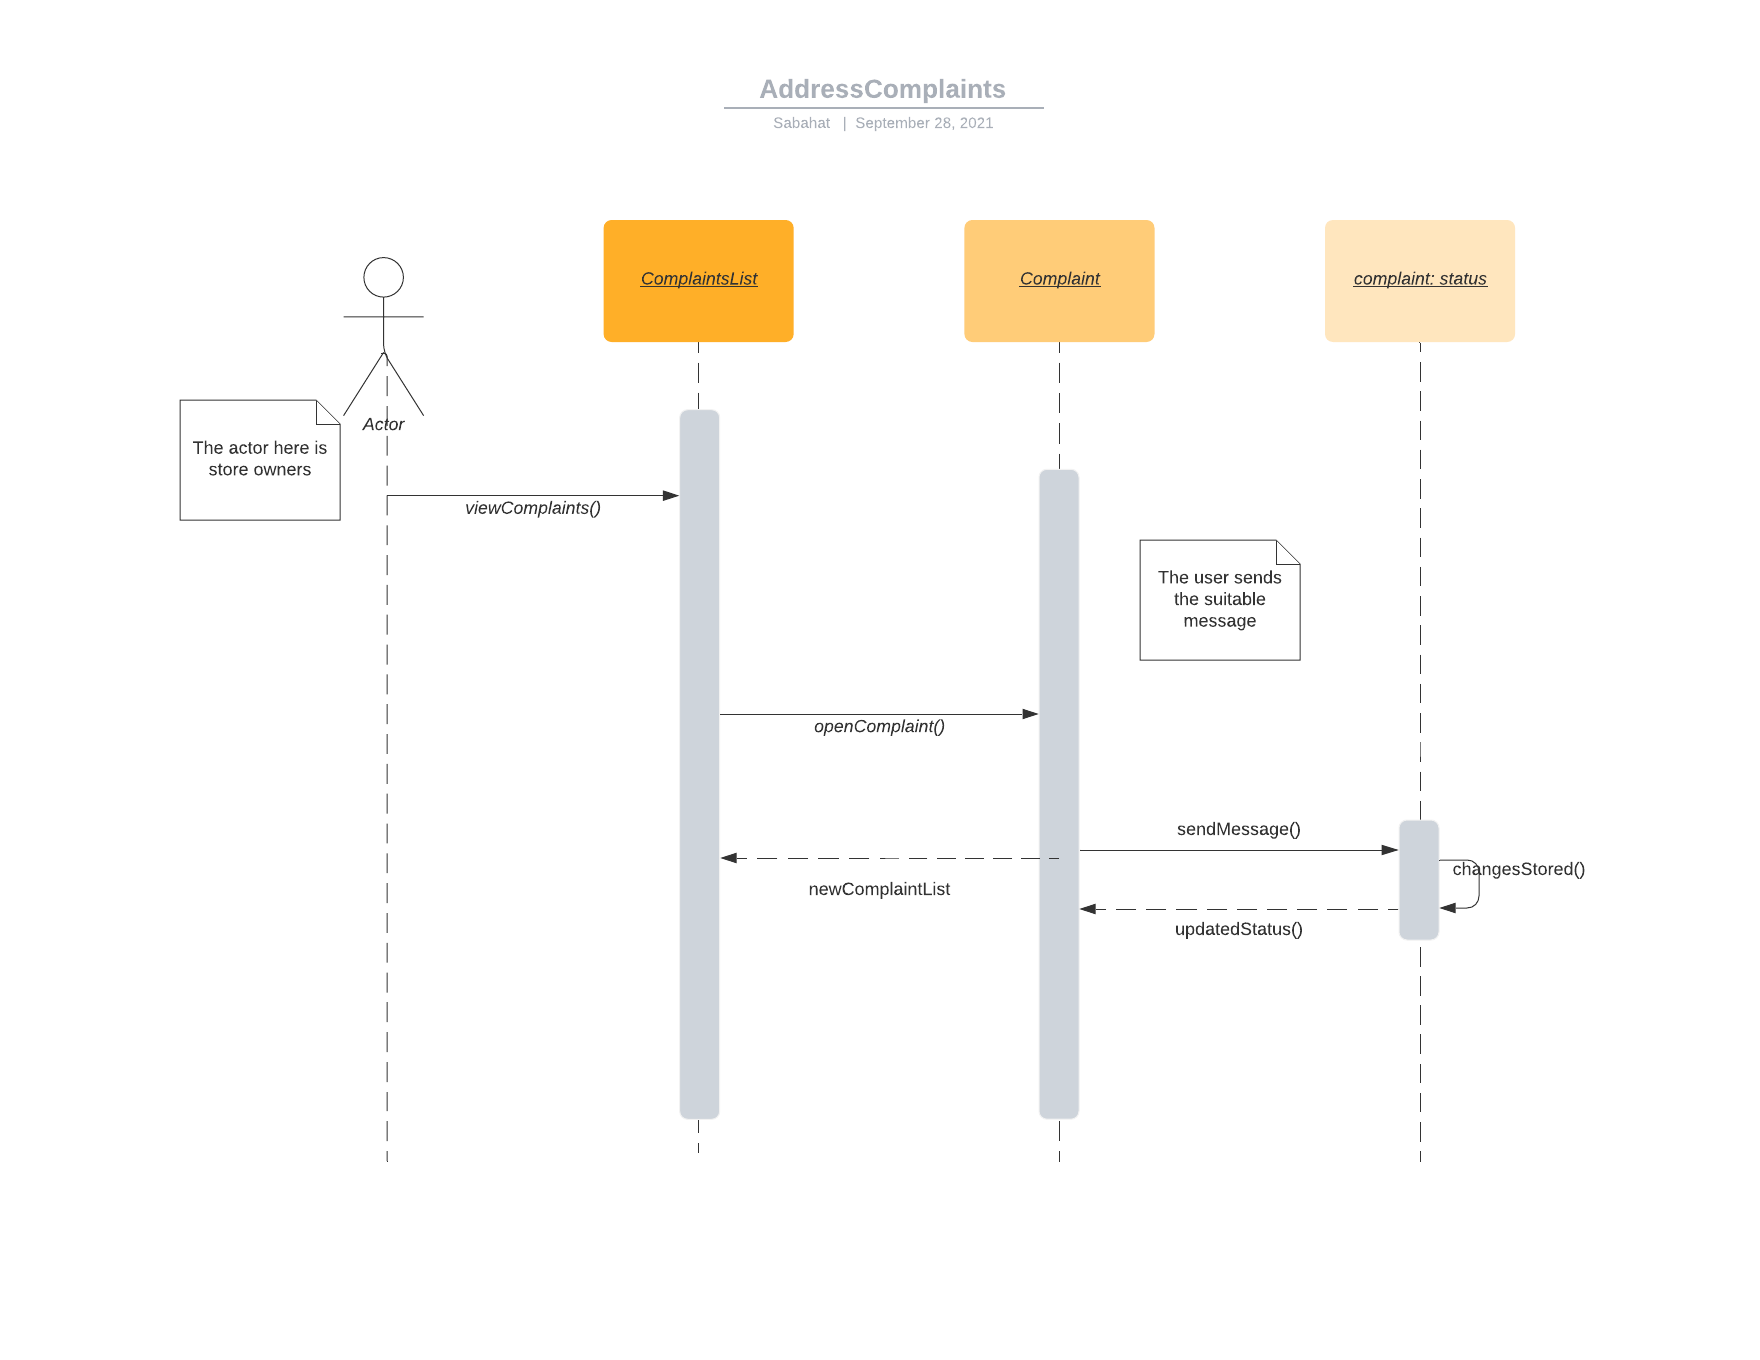 AddressComplaints
Sabahat | September 28, 2021
ComplaintsList
Complaint
complaint: status
Actor
The actor here is
store owners
viewComplaints()
The user sends
the suitable
message
openComplaint()
sendMessage()
changesStored()
newComplaintList
updatedStatus()